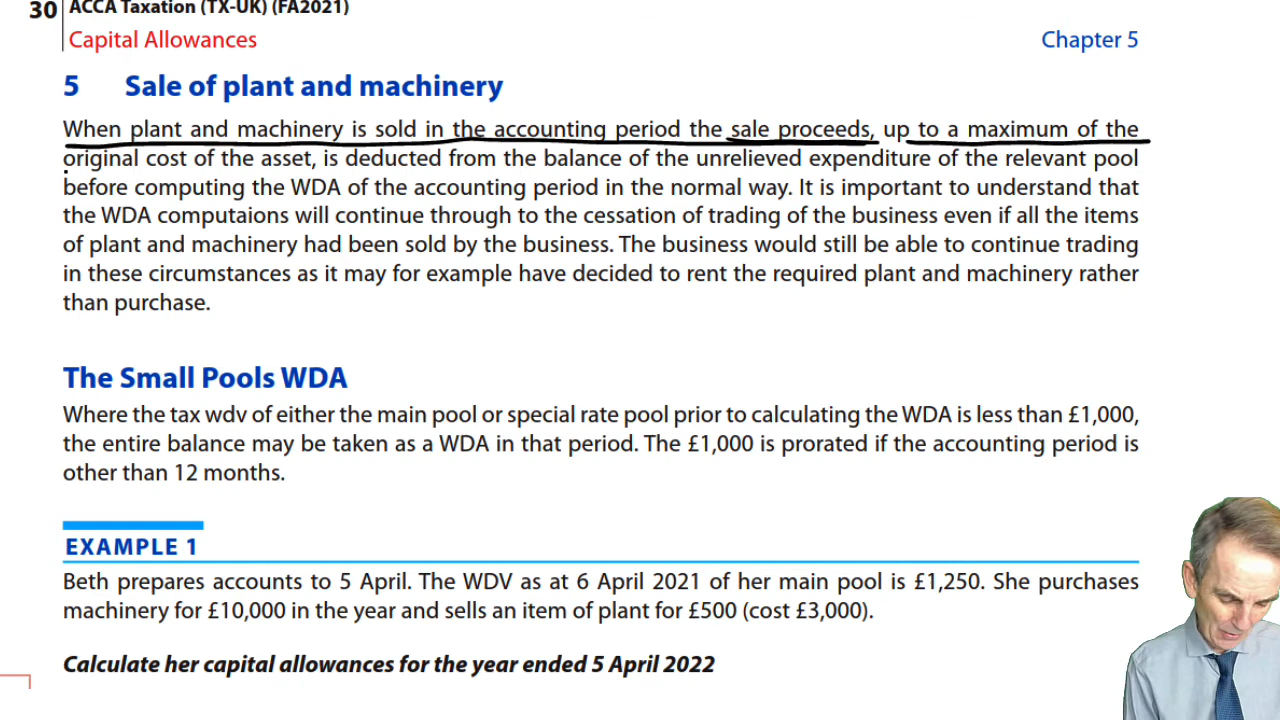 30 ACCA Taxation (TX-UK) (FA2021)
Capital Allowances Chapter 5
5 Sale of plant and machinery
When plant and machinery is sold in the accounting period the sale proceeds, up to a maximum of the
original cost of the asset, is deducted from the balance of the unrelieved expenditure of the relevant pool
before computing the WDA of the accounting period in the normal way. It is important to understand that
the WDA computaions will continue through to the cessation of trading of the business even if all the items
of plant and machinery had been sold by the business. The business would still be able to continue trading
in these circumstances as it may for example have decided to rent the required plant and machinery rather
than purchase.
The Small Pools WDA
Where the tax wdv of either the main pool or special rate pool prior to calculating the WDA is less than £1,000,
the entire balance may be taken as a WDA in that period. The £1,000 is prorated if the accounting period is
other than 12 months.
EXAMPLE 1
Beth prepares accounts to 5 April. The WDV as at 6 April 2021 of her main pool is £1,250. She purchases
machinery for £10,000 in the year and sells an item of plant for £500 (cost £3,000).
Calculate her capital allowances for the year ended 5 April 2022